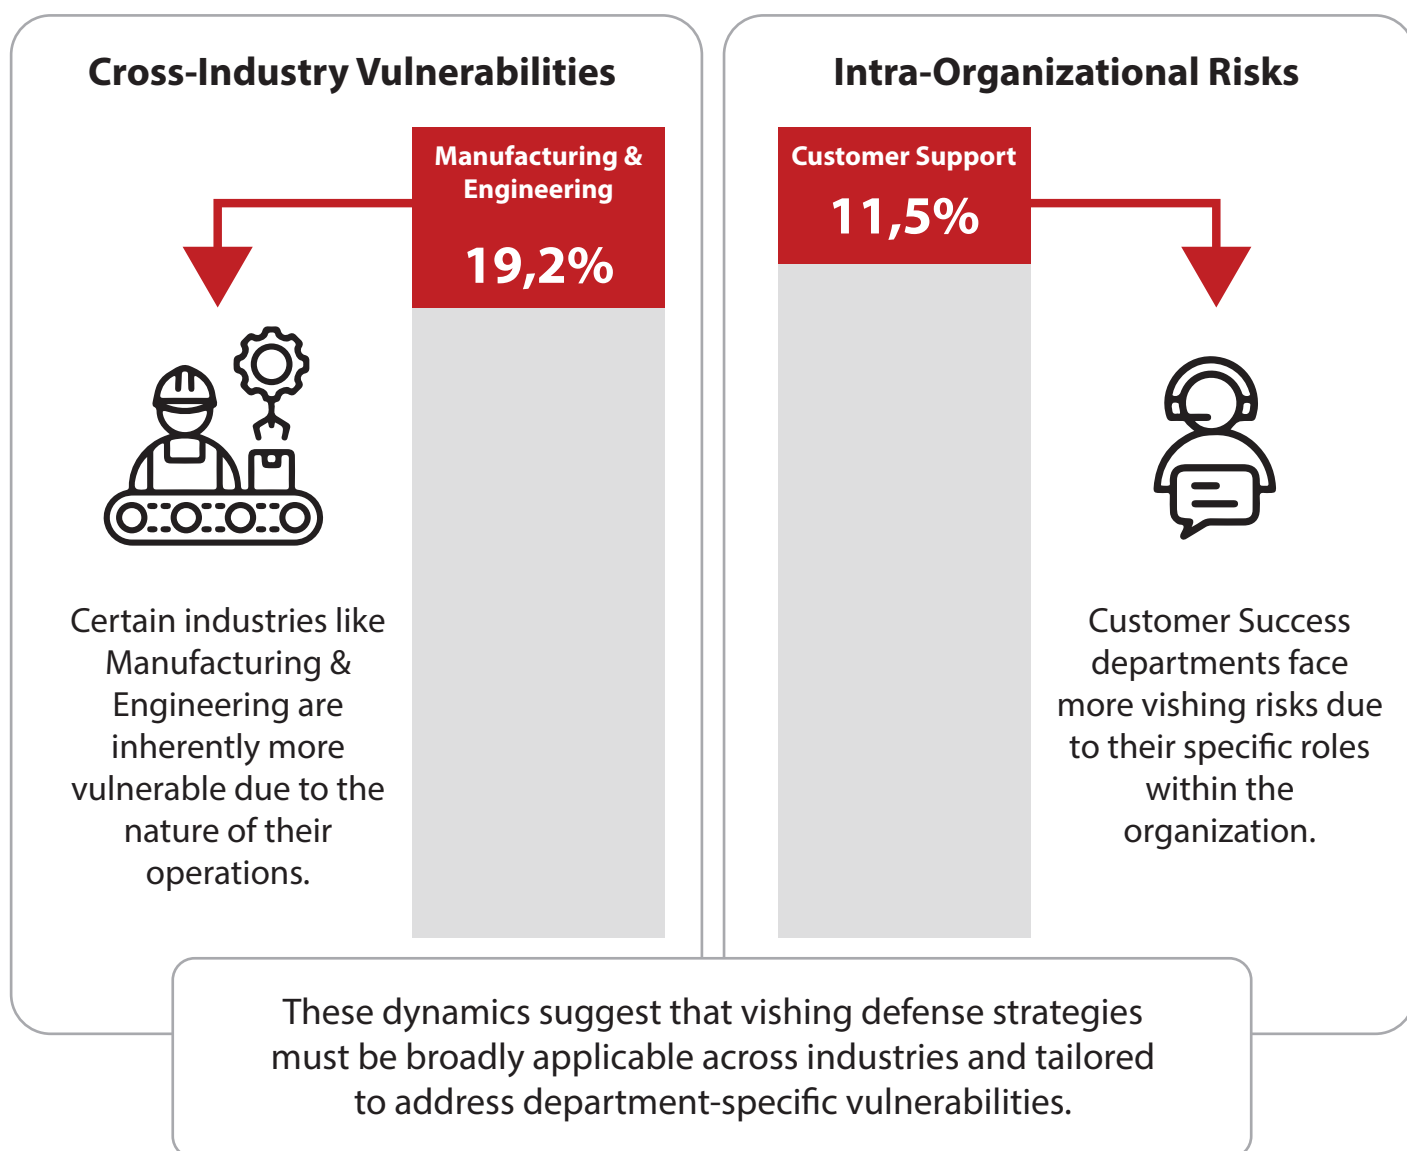 Cross-Industry Vulnerabilities
Manufacturing &
Engineering
19,2%
Certain industries like
Manufacturing &
Engineering are
inherently more
vulnerable due to the
nature of their
operations.
Intra-Organizational Risks
Customer Support
11,5%
Customer Success
departments face
more vishing risks due
to their specific roles
within the
organization.
These dynamics suggest that vishing defense strategies
must be broadly applicable across industries and tailored
to address department-specific vulnerabilities.